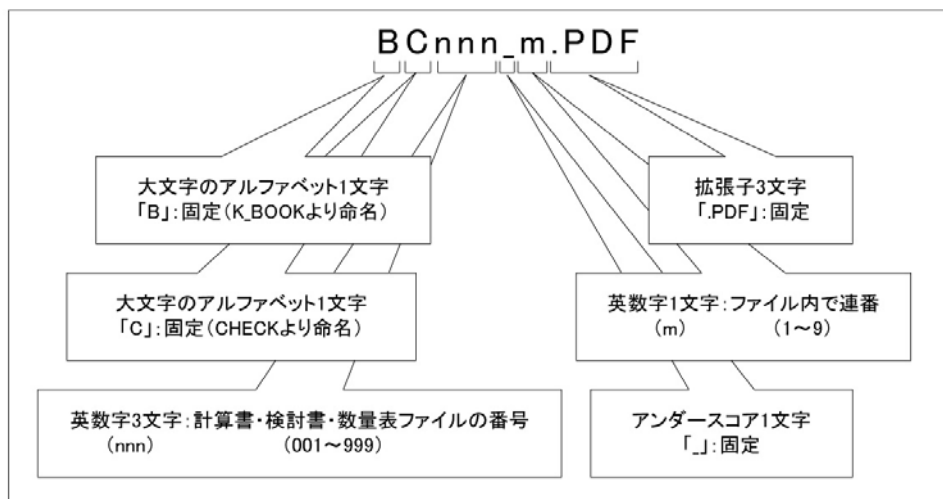 BCnnn_m.PDF
大文字のアルファベット1文字
「B」:固定(K_BOOKより命名)
拡張子3文字
「.PDF」:固定
大文字のアルファベット1文字
「C」:固定(CHECKより命名)
英数字1文字:ファイル内で連番
(m) (1～9)
英数字3文字:計算書・検討書・数量表ファイルの番号
(nnn) (001～999)
アンダースコア1文字
「_」:固定